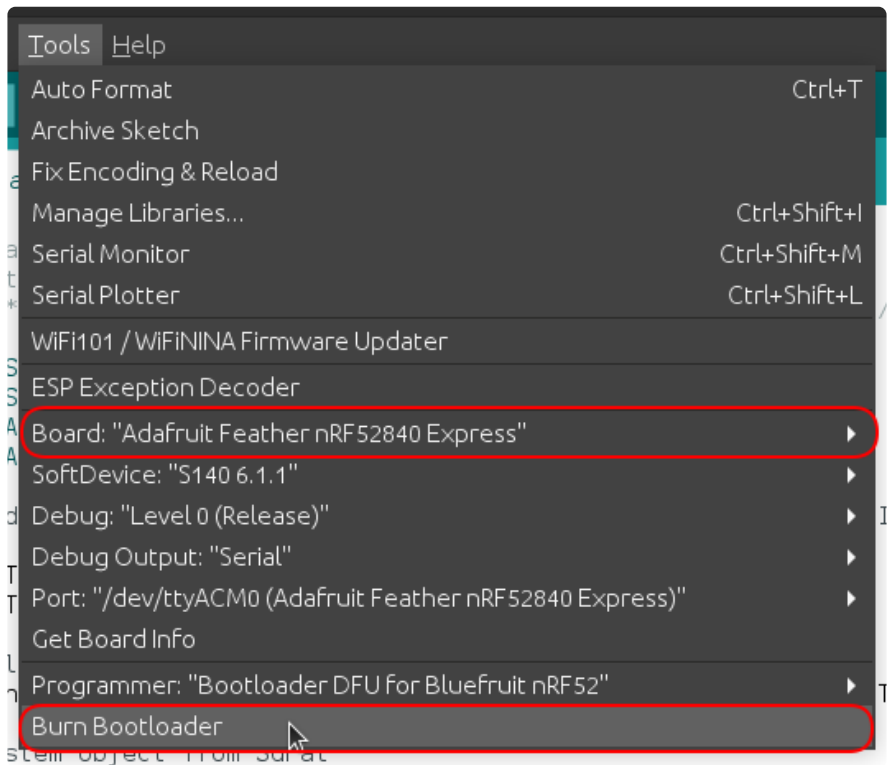 Tools Help
Auto Format Ctrl+T
Archive Sketch
Fix Encoding & Reload
Manage Libraries... Ctrl+Shift+I
Serial Monitor Ctrl+Shift+M
Serial Plotter Ctrl+Shift+L
WiFi101 / WiFiNINA Firmware Updater
ESP Exception Decoder
Board: "Adafruit Feather nRF52840 Express"
SoftDevice: "S140 6.1.1"
Debug: "Level 0 (Release)"
Debug Output: "Serial"
Port: "/dev/ttyACM0 (Adafruit Feather nRF52840 Express)"
Get Board Info
Programmer: "Bootloader DFU for Bluefruit nRF52"
Burn Bootloader